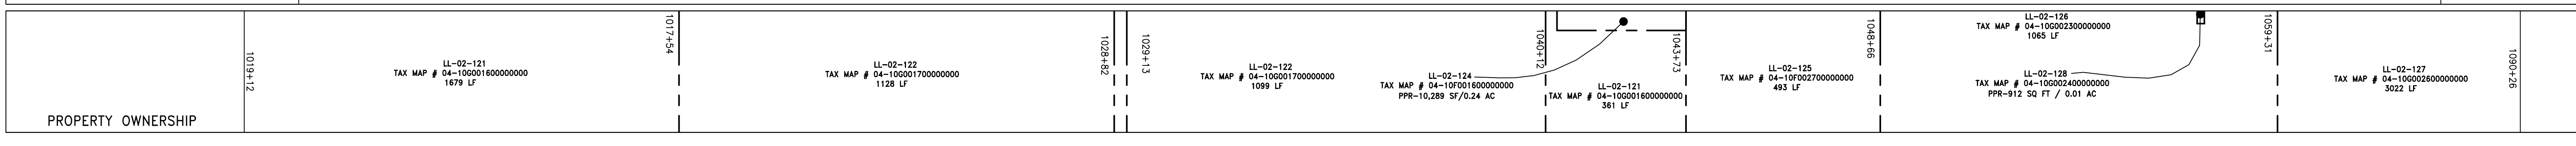 PROPERTY OWNERSHIP
1019+12
LL-02-121
TAX MAP # 04-10G001600000000
1679 LF
1017+54
LL-02-122
TAX MAP # 04-10G001700000000
1128 LF
1028+82
1029+13
LL-02-122
TAX MAP # 04-10G001700000000
1099 LF
LL-02-124
TAX MAP # 04-10F001600000000
PPR-10,289 SF/0.24 AC
1040+12
LL-02-121
TAX MAP # 04-10G001600000000
361 LF
1043+73
LL-02-125
TAX MAP # 04-10F002700000000
493 LF
1048+66
LL-02-126
TAX MAP # 04-10G002300000000
1065 LF
LL-02-128
TAX MAP # 04-10G002400000000
PPR-912 SQ FT / 0.01 AC
1059+31
LL-02-127
TAX MAP # 04-10G002600000000
3022 LF
1090+26